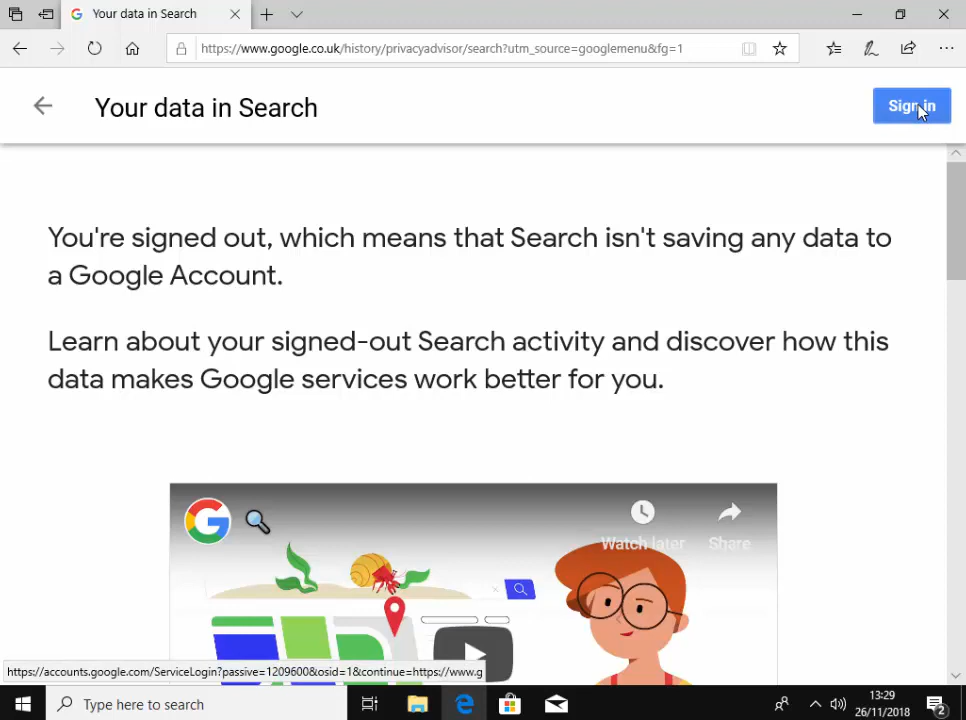 Your data in Search
https://www.google.co.uk/history/privacyadvisor/search?utm_source=googlemenu&fg=1
Your data in Search
Sign in
You're signed out, which means that Search isn't saving any data to
a Google Account.
Learn about your signed-out Search activity and discover how this
data makes Google services work better for you.
Watch later
Share
https://accounts.google.com/ServiceLogin?passive=1209600&osid=1&continue=https://www.g
Type here to search
13:29
26/11/2018
2